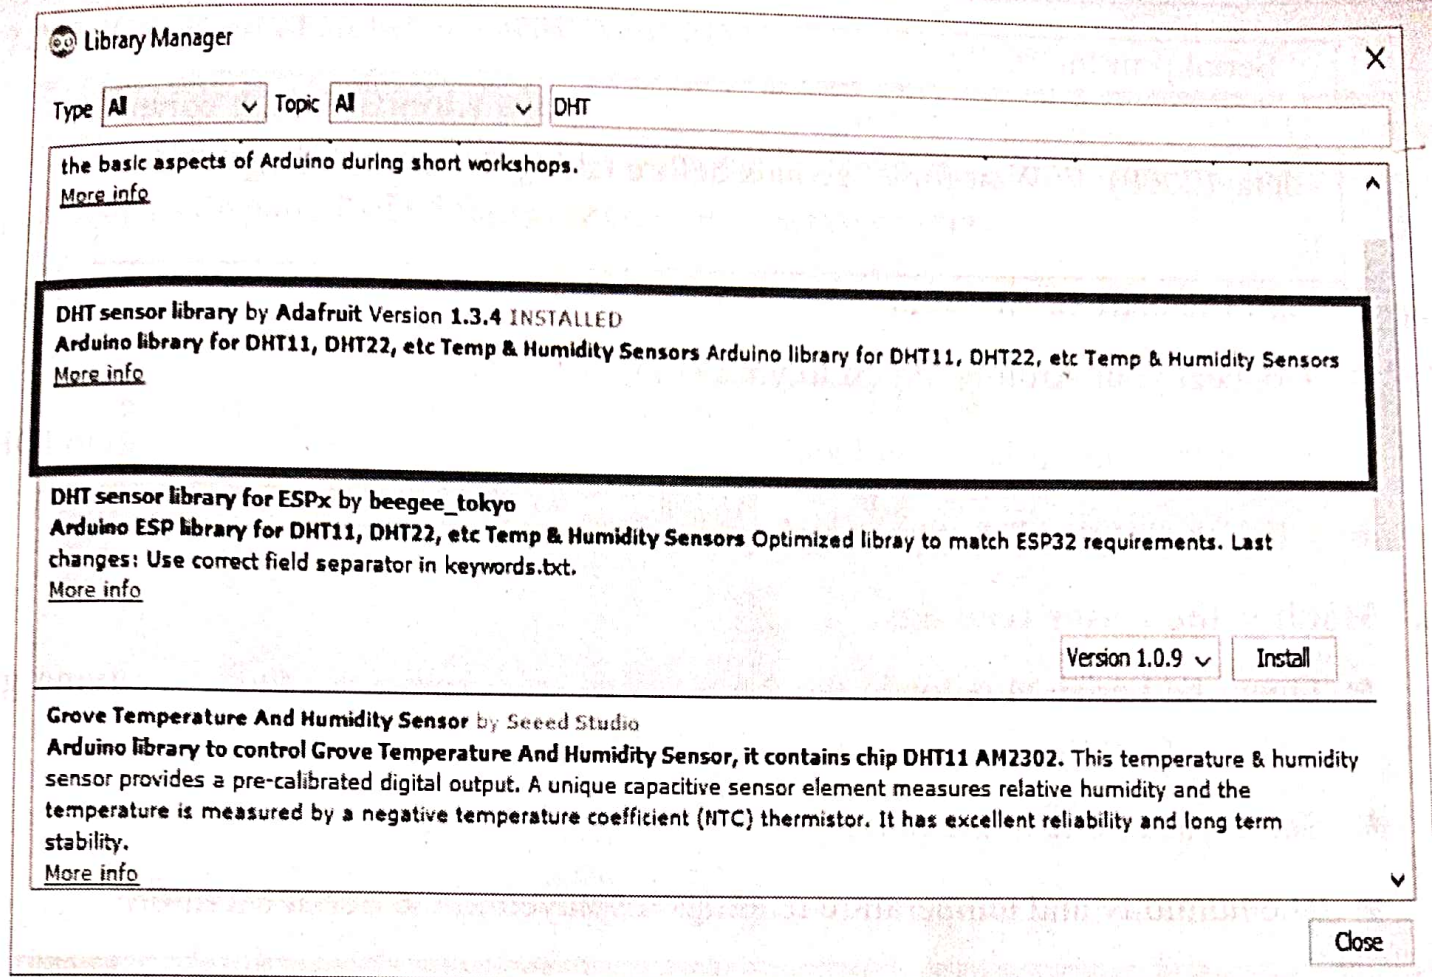 Library Manager
X
Type All Topic All DHT
the basic aspects of Arduino during short workshops.
More info
DHT sensor library by Adafruit Version 1.3.4 INSTALLED
Arduino library for DHT11, DHT22, etc Temp & Humidity Sensors Arduino library for DHT11, DHT22, etc Temp & Humidity Sensors
More info
DHT sensor library for ESPx by beegee_tokyo
Arduino ESP library for DHT11, DHT22, etc Temp & Humidity Sensors Optimized libray to match ESP32 requirements. Last
changes: Use correct field separator in keywords.txt.
More info
Version 1.0.9 Install
Grove Temperature And Humidity Sensor by Seeed Studio
Arduino library to control Grove Temperature And Humidity Sensor, it contains chip DHT11 AM2302. This temperature & humidity
sensor provides a pre-calibrated digital output. A unique capacitive sensor element measures relative humidity and the
temperature is measured by a negative temperature coefficient (NTC) thermistor. It has excellent reliability and long term
stability.
More info
Close